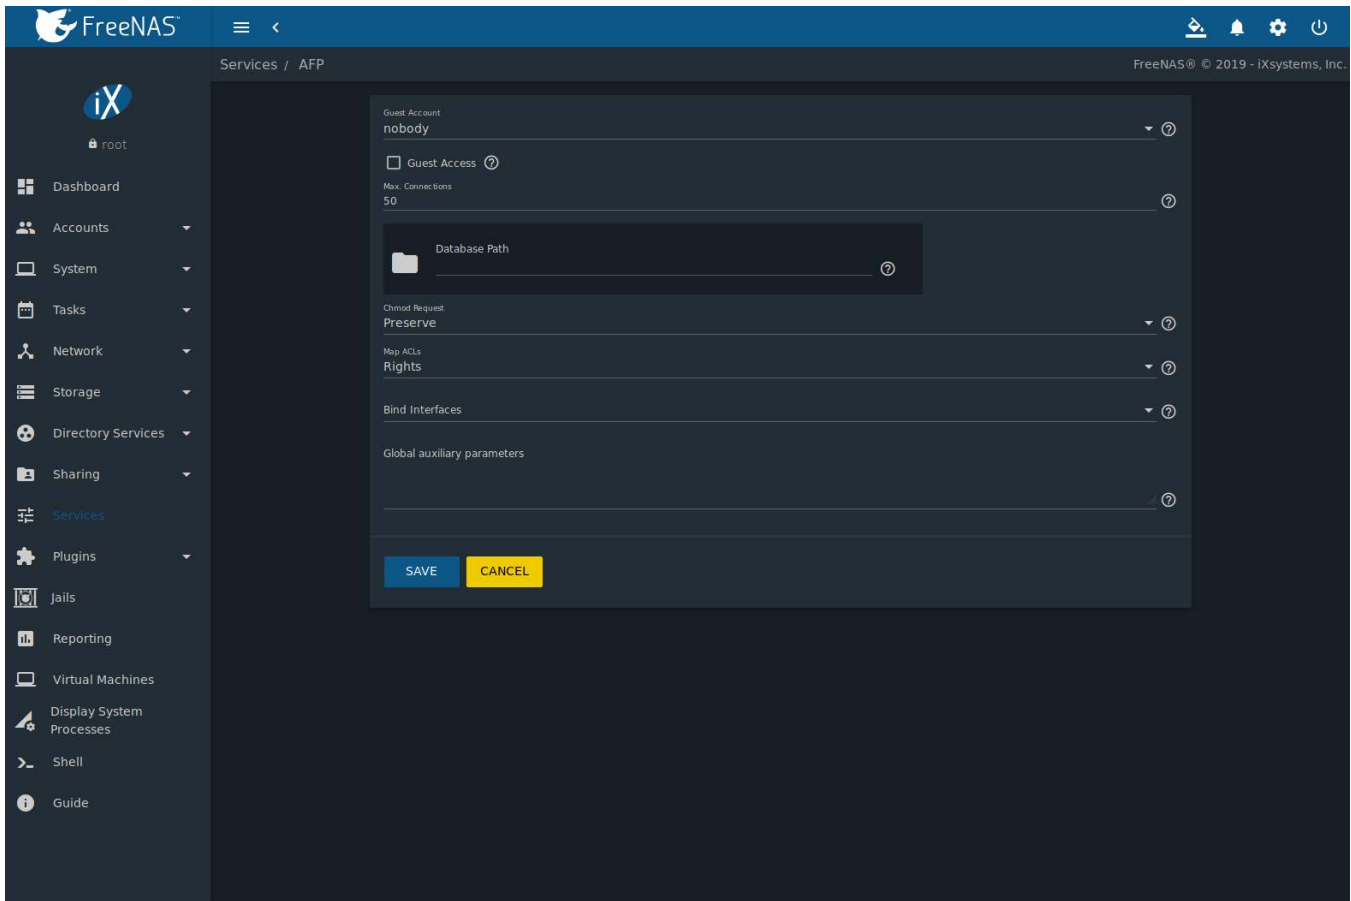 FreeNAS
Services / AFP
FreeNAS® © 2019 - iXsystems, Inc.
iX
root
Dashboard
Accounts
System
Tasks
Network
Storage
Directory Services
Sharing
Services
Plugins
Jails
Reporting
Virtual Machines
Display System
Processes
Shell
Guide
Guest Account
nobody
Guest Access
Max. Connections
50
Database Path
Chmod Request
Preserve
Map ACLs
Rights
Bind Interfaces
Global auxiliary parameters
SAVE CANCEL